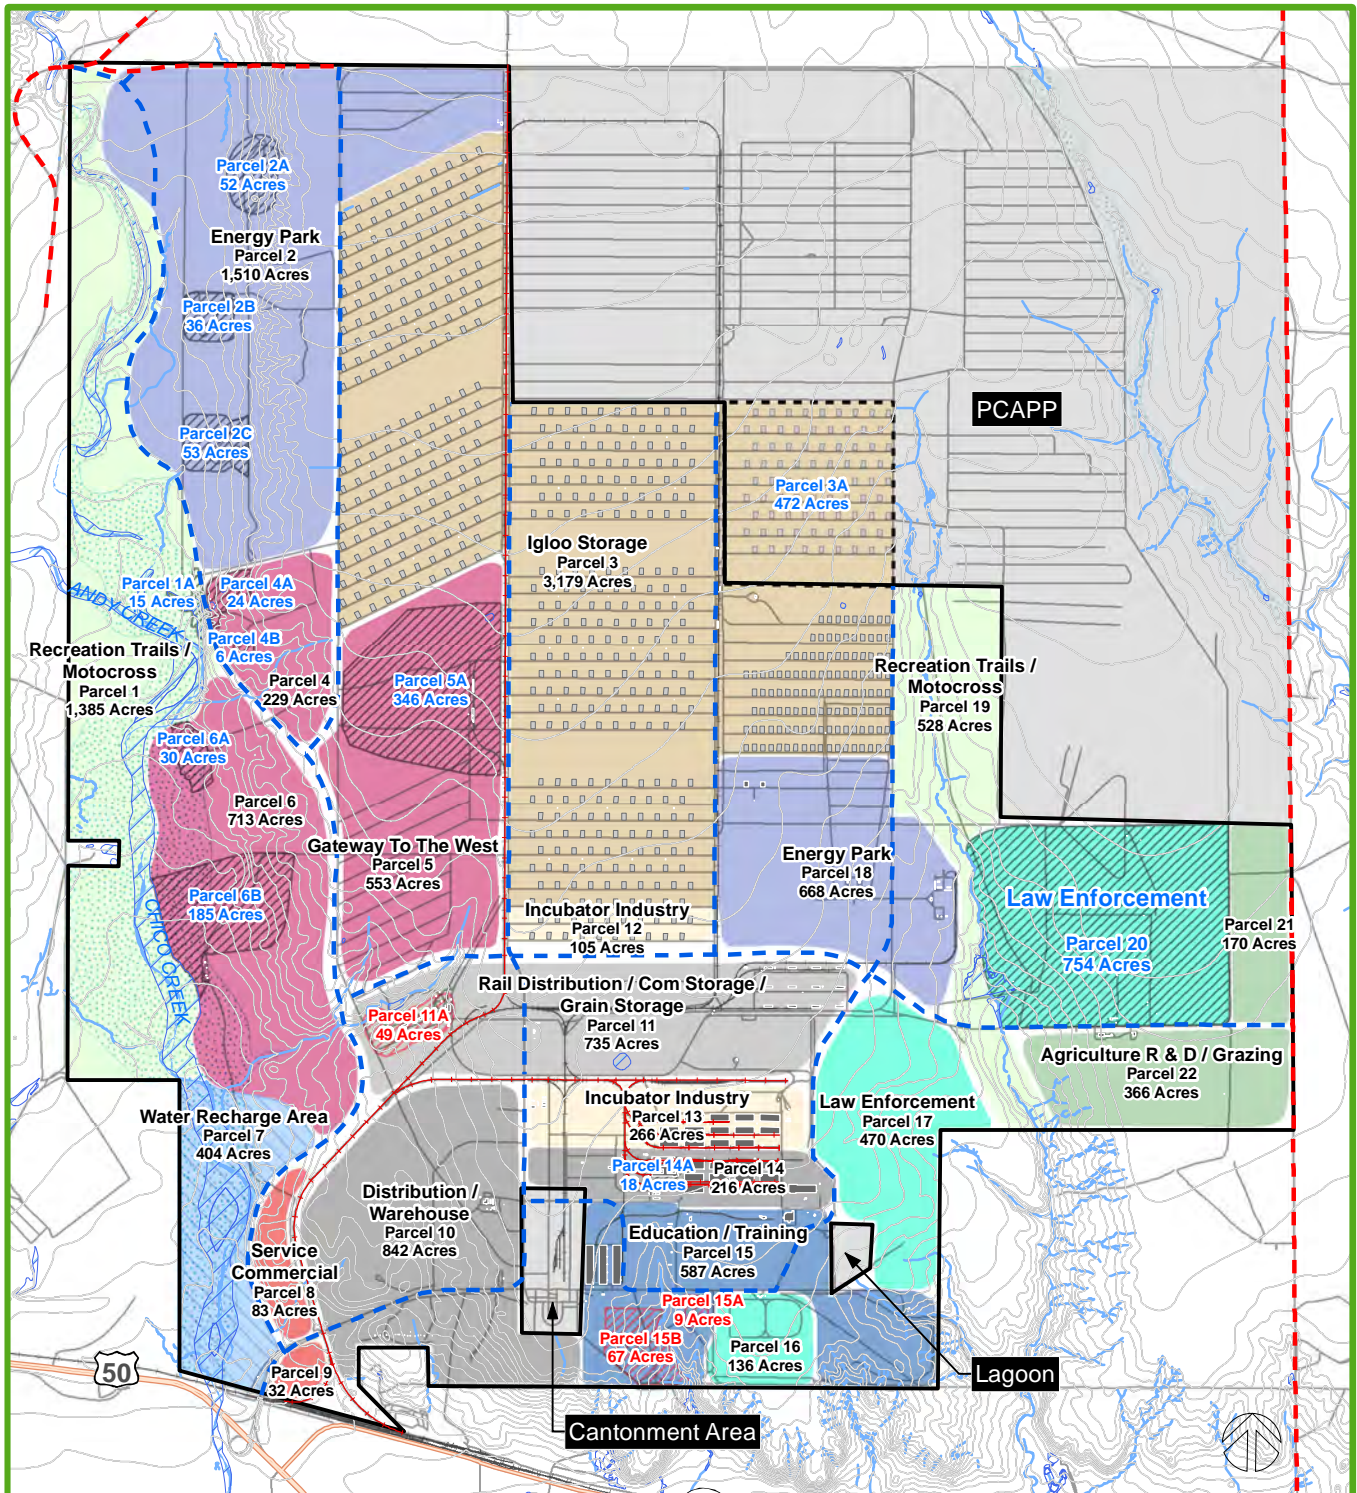 Parcel 2A
52 Acres
Energy Park
Parcel 2
1,510 Acres
Parcel 2B
36 Acres
PCAPP
Parcel 2C
53 Acres
Parcel 3A
472 Acres
Igloo Storage
Parcel 3
3,179 Acres
Parcel 1A
15 Acres
Parcel 4A
24 Acres
ANDY CREEK
Parcel 4B
6 Acres
Recreation Trails /
Motocross
Parcel 1
1,385 Acres
Parcel 4
229 Acres
Parcel 5A
346 Acres
Recreation Trails /
Motocross
Parcel 19
528 Acres
Parcel 6A
30 Acres
Parcel 6
713 Acres
Gateway To The West
Parcel 5
553 Acres
Energy Park
Parcel 18
668 Acres
Parcel 6B
185 Acres
CHICO CREEK
Incubator Industry
Parcel 12
105 Acres
Law Enforcement
Parcel 20
754 Acres
Parcel 21
170 Acres
Rail Distribution / Com Storage /
Grain Storage
Parcel 11
735 Acres
Parcel 11A
49 Acres
Agriculture R & D / Grazing
Parcel 22
366 Acres
Water Recharge Area
Parcel 7
404 Acres
Incubator Industry
Parcel 13
266 Acres
Law Enforcement
Parcel 17
470 Acres
Parcel 14A
18 Acres
Parcel 14
216 Acres
Distribution /
Warehouse
Parcel 10
842 Acres
Education / Training
Parcel 15
587 Acres
Service
Commercial
Parcel 8
83 Acres
Parcel 15A
9 Acres
Parcel 15B
67 Acres
Parcel 16
136 Acres
50
Parcel 9
32 Acres
Lagoon
Cantonment Area